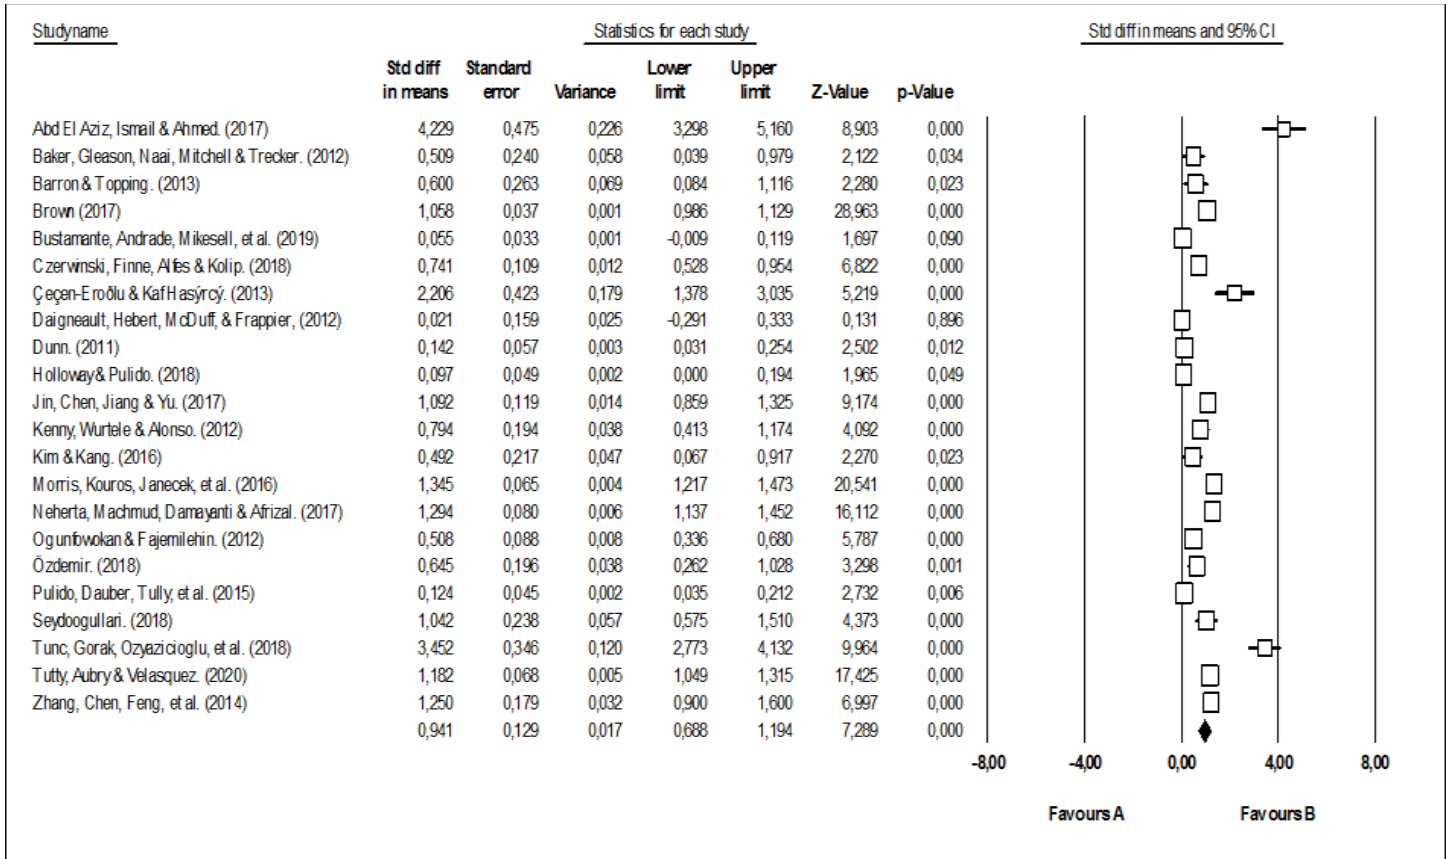 Studyname Statistics for each study Std diff in means and 95% CI
Std diff in means Standard error Variance Lower limit Upper limit Z-Value p-Value
Abd El Aziz, Ismail & Ahmed. (2017) 4,229 0,475 0,226 3,298 5,160 8,903 0,000
Baker, Gleason, Naai, Mitchell & Trecker. (2012) 0,509 0,240 0,058 0,039 0,979 2,122 0,034
Barron & Topping. (2013) 0,600 0,263 0,069 0,084 1,116 2,280 0,023
Brown (2017) 1,058 0,037 0,001 0,986 1,129 28,963 0,000
Bustamante, Andrade, Mikesell, et al. (2019) 0,055 0,033 0,001 -0,009 0,119 1,697 0,090
Czerwinski, Finne, Alfes & Kolip. (2018) 0,741 0,109 0,012 0,528 0,954 6,822 0,000
Çeçen-Eroðlu & Kaf Hasýrcý. (2013) 2,206 0,423 0,179 1,378 3,035 5,219 0,000
Daigneault, Hebert, McDuff, & Frappier, (2012) 0,021 0,159 0,025 -0,291 0,333 0,131 0,896
Dunn. (2011) 0,142 0,057 0,003 0,031 0,254 2,502 0,012
Holloway & Pulido. (2018) 0,097 0,049 0,002 0,000 0,194 1,965 0,049
Jin, Chen, Jiang & Yu. (2017) 1,092 0,119 0,014 0,859 1,325 9,174 0,000
Kenny, Wurtele & Alonso. (2012) 0,794 0,194 0,038 0,413 1,174 4,092 0,000
Kim & Kang. (2016) 0,492 0,217 0,047 0,067 0,917 2,270 0,023
Morris, Kouros, Janecek, et al. (2016) 1,345 0,065 0,004 1,217 1,473 20,541 0,000
Neherta, Machmud, Damayanti & Afrizal. (2017) 1,294 0,080 0,006 1,137 1,452 16,112 0,000
Ogunfowokan & Fajemilehin. (2012) 0,508 0,088 0,008 0,336 0,680 5,787 0,000
Özdemir. (2018) 0,645 0,196 0,038 0,262 1,028 3,298 0,001
Pulido, Dauber, Tully, et al. (2015) 0,124 0,045 0,002 0,035 0,212 2,732 0,006
Seydoogullari. (2018) 1,042 0,238 0,057 0,575 1,510 4,373 0,000
Tunc, Gorak, Ozyazicioglu, et al. (2018) 3,452 0,346 0,120 2,773 4,132 9,964 0,000
Tutty, Aubry & Velasquez. (2020) 1,182 0,068 0,005 1,049 1,315 17,425 0,000
Zhang, Chen, Feng, et al. (2014) 1,250 0,179 0,032 0,900 1,600 6,997 0,000
0,941 0,129 0,017 0,688 1,194 7,289 0,000
-8,00 -4,00 0,00 4,00 8,00
Favours A Favours B